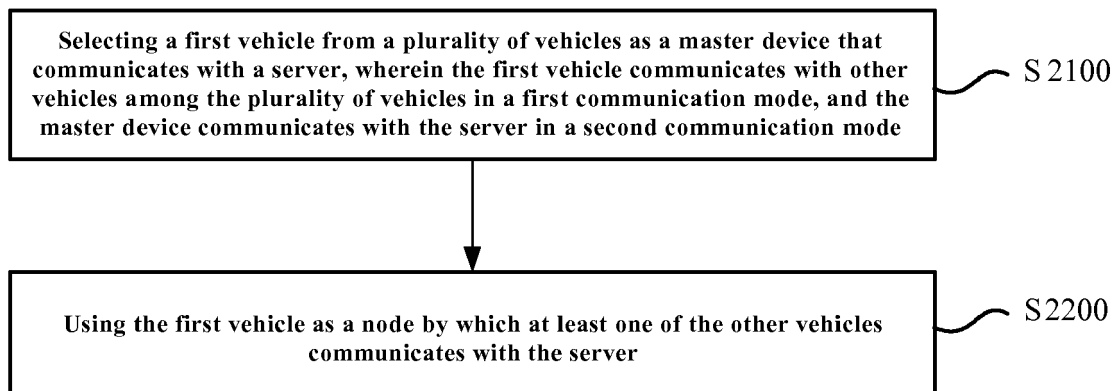 Selecting a first vehicle from a plurality of vehicles as a master device that
communicates with a server, wherein the first vehicle communicates with other
vehicles among the plurality of vehicles in a first communication mode, and the
master device communicates with the server in a second communication mode
S2100
Using the first vehicle as a node by which at least one of the other vehicles
communicates with the server
S2200